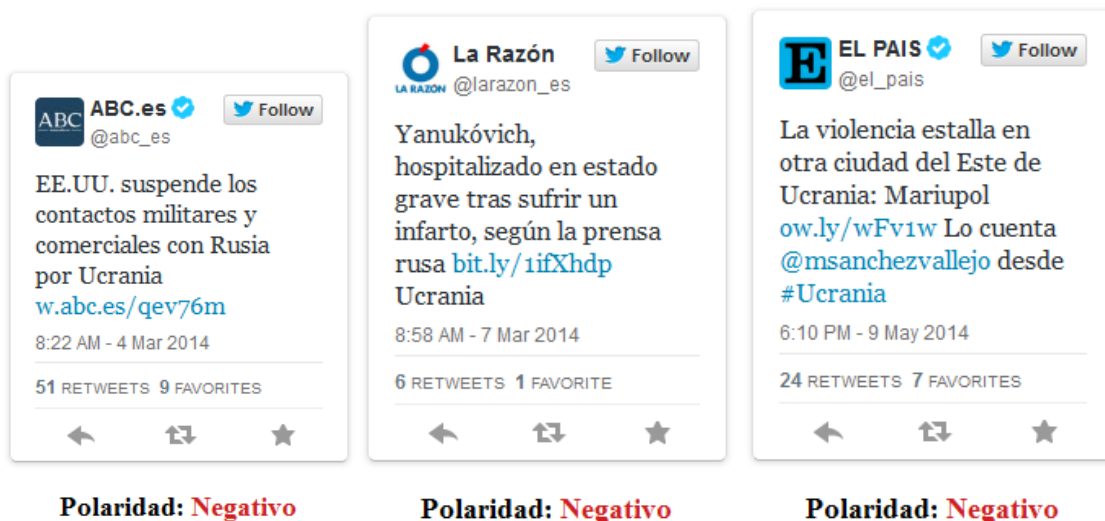 ABC
ABC.es
Follow
@abc_es
EE.UU. suspende los
contactos militares y
comerciales con Rusia
por Ucrania
w.abc.es/qev76m
8:22 AM - 4 Mar 2014
51 RETWEETS 9 FAVORITES
Polaridad: Negativo
LA RAZÓN
La Razón
Follow
@larazon_es
Yanukóvich,
hospitalizado en estado
grave tras sufrir un
infarto, según la prensa
rusa bit.ly/1ifXhdp
Ucrania
8:58 AM - 7 Mar 2014
6 RETWEETS 1 FAVORITE
Polaridad: Negativo
E
EL PAIS
Follow
@el_pais
La violencia estalla en
otra ciudad del Este de
Ucrania: Mariupol
ow.ly/wFv1w Lo cuenta
@msanchezvallejo desde
#Ucrania
6:10 PM - 9 May 2014
24 RETWEETS 7 FAVORITES
Polaridad: Negativo